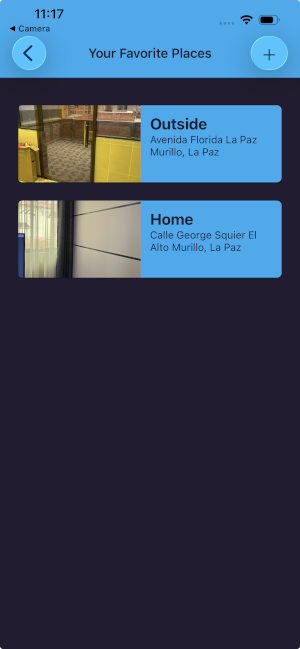 11:17
◀ Camera
Your Favorite Places
Outside
Avenida Florida La Paz
Murillo, La Paz
Home
Calle George Squier El
Alto Murillo, La Paz